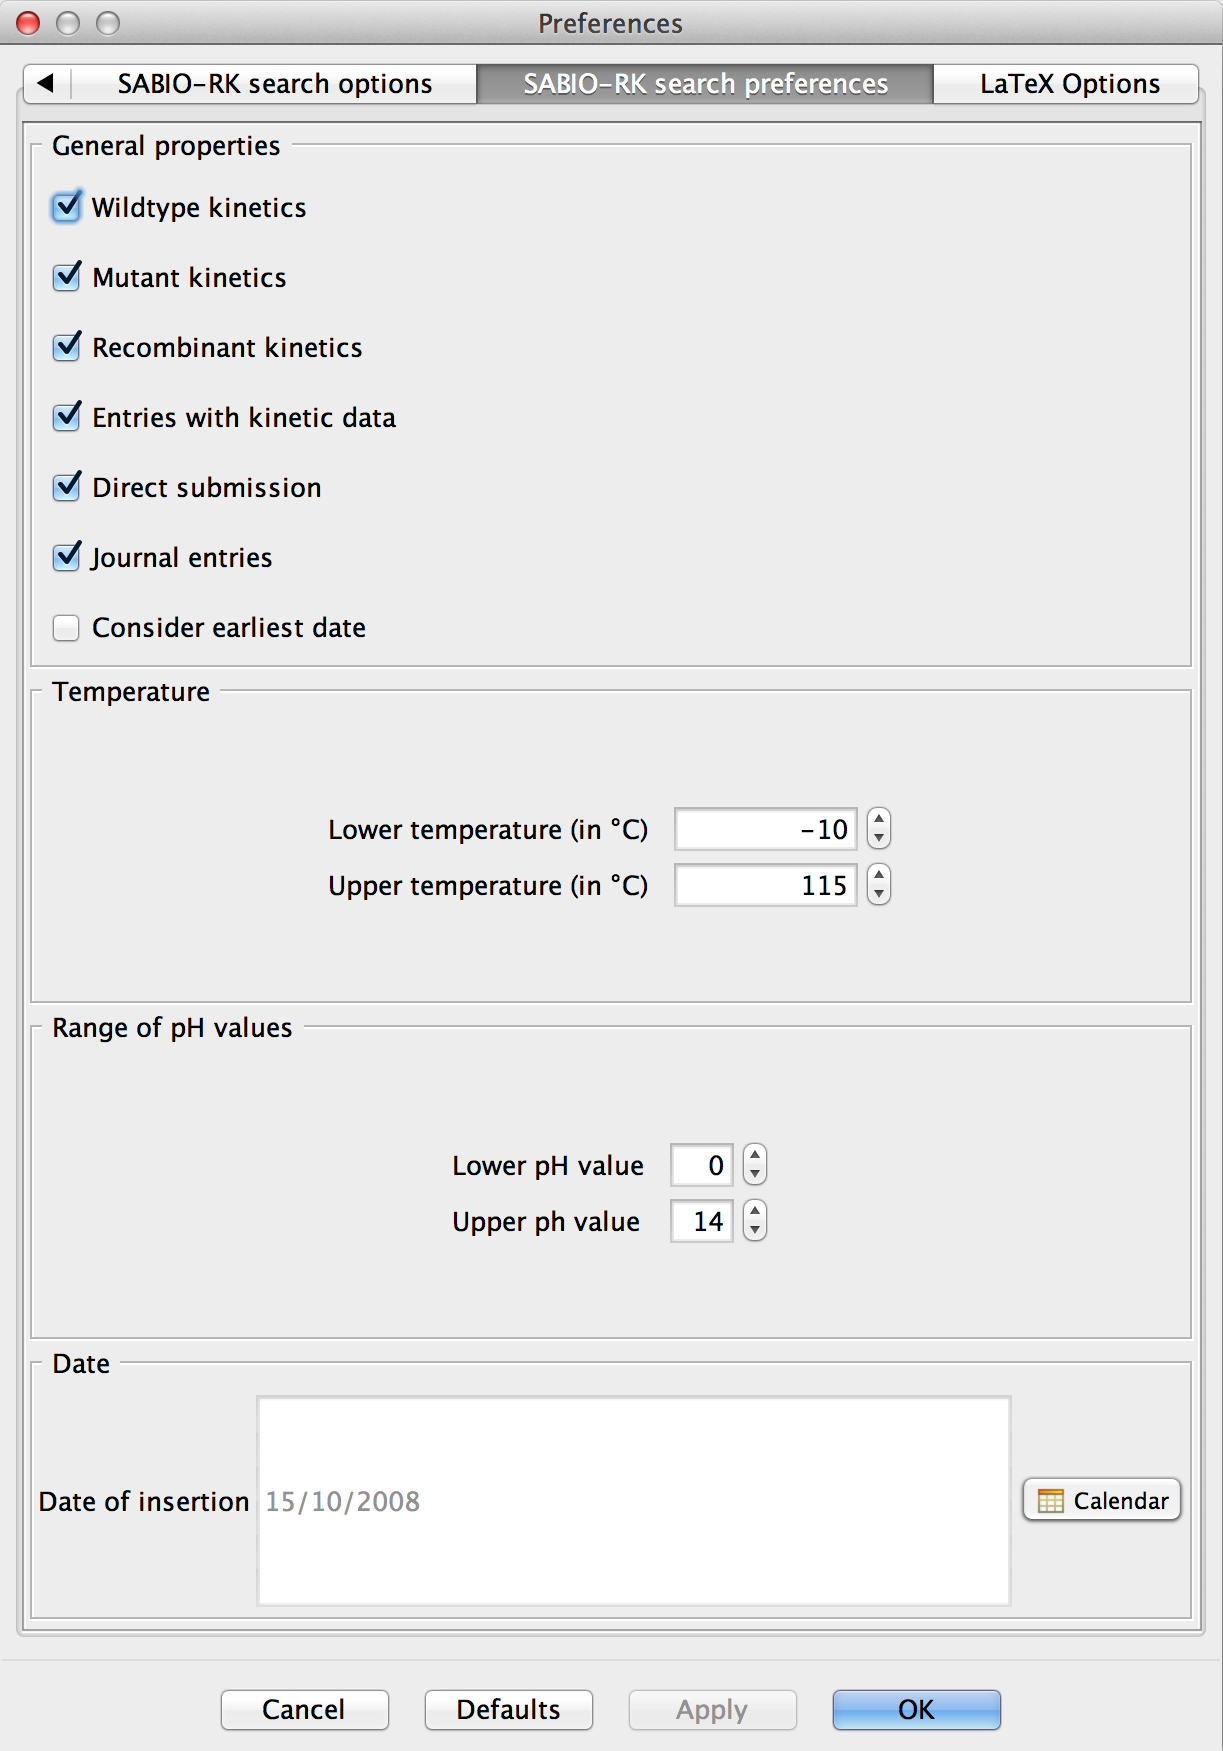 Preferences
SABIO-RK search options SABIO-RK search preferences LaTeX Options
General properties
Wildtype kinetics
Mutant kinetics
Recombinant kinetics
Entries with kinetic data
Direct submission
Journal entries
Consider earliest date
Temperature
Lower temperature (in °C) -10
Upper temperature (in °C) 115
Range of pH values
Lower pH value 0
Upper ph value 14
Date
Date of insertion 15/10/2008 Calendar
Cancel Defaults Apply OK